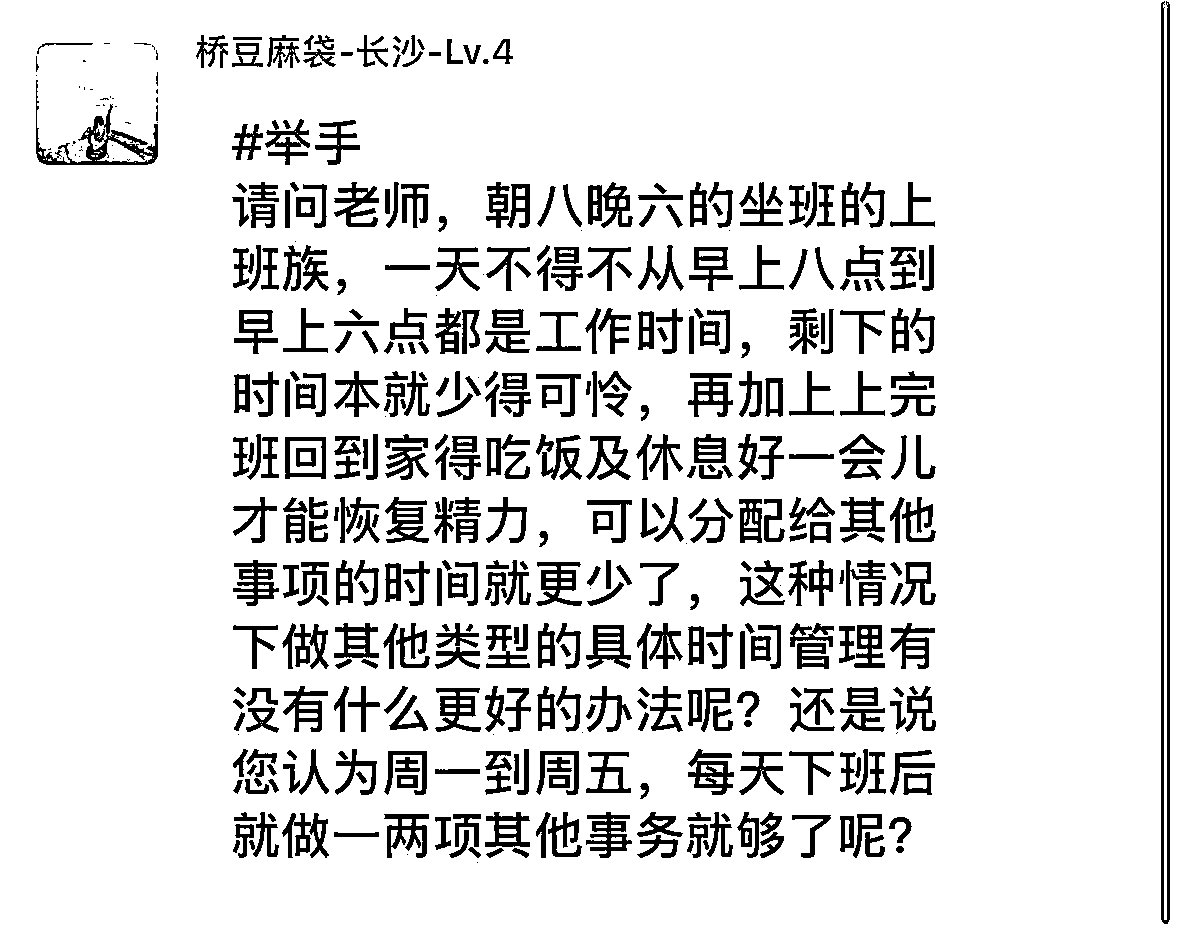 桥豆麻袋-长沙-Lv.4
#举手
请问老师，朝八晚六的坐班的上
班族，一天不得不从早上八点到
早上六点都是工作时间，剩下的
时间本就少得可怜，再加上上完
班回到家得吃饭及休息好一会儿
才能恢复精力，可以分配给其他
事项的时间就更少了，这种情况
下做其他类型的具体时间管理有
没有什么更好的办法呢？还是说
您认为周一到周五，每天下班后
就做一两项其他事务就够了呢？